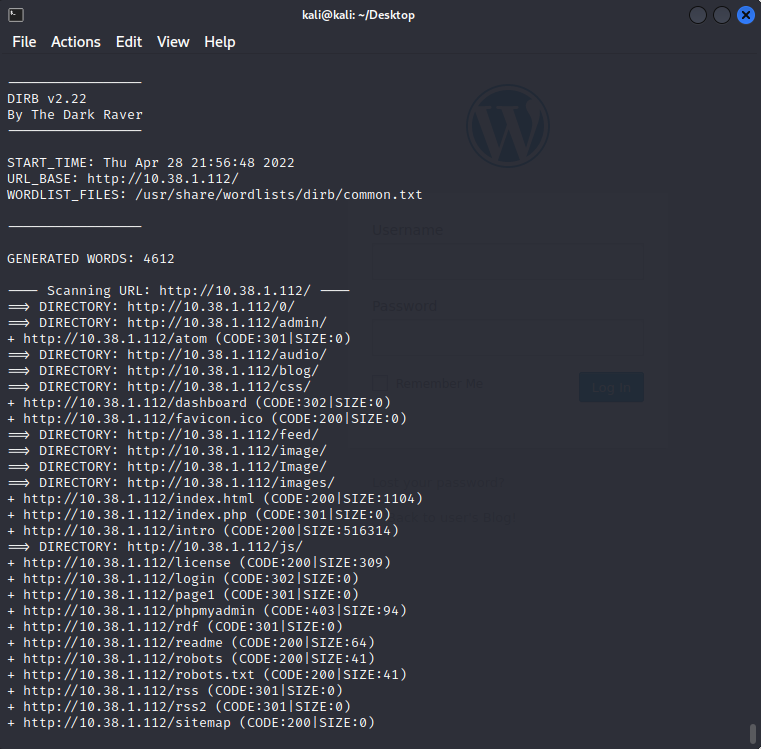 kali@kali: ~/Desktop
File Actions Edit View Help
-----------------
DIRB v2.22
By The Dark Raver
-----------------
START_TIME: Thu Apr 28 21:56:48 2022
URL_BASE: http://10.38.1.112/
WORDLIST_FILES: /usr/share/wordlists/dirb/common.txt
-----------------
GENERATED WORDS: 4612
---- Scanning URL: http://10.38.1.112/ ----
==> DIRECTORY: http://10.38.1.112/0/
==> DIRECTORY: http://10.38.1.112/admin/
+ http://10.38.1.112/atom (CODE:301|SIZE:0)
==> DIRECTORY: http://10.38.1.112/audio/
==> DIRECTORY: http://10.38.1.112/blog/
==> DIRECTORY: http://10.38.1.112/css/
+ http://10.38.1.112/dashboard (CODE:302|SIZE:0)
+ http://10.38.1.112/favicon.ico (CODE:200|SIZE:0)
==> DIRECTORY: http://10.38.1.112/feed/
==> DIRECTORY: http://10.38.1.112/image/
==> DIRECTORY: http://10.38.1.112/Image/
==> DIRECTORY: http://10.38.1.112/images/
+ http://10.38.1.112/index.html (CODE:200|SIZE:1104)
+ http://10.38.1.112/index.php (CODE:301|SIZE:0)
+ http://10.38.1.112/intro (CODE:200|SIZE:516314)
==> DIRECTORY: http://10.38.1.112/js/
+ http://10.38.1.112/license (CODE:200|SIZE:309)
+ http://10.38.1.112/login (CODE:302|SIZE:0)
+ http://10.38.1.112/page1 (CODE:301|SIZE:0)
+ http://10.38.1.112/phpmyadmin (CODE:403|SIZE:94)
+ http://10.38.1.112/rdf (CODE:301|SIZE:0)
+ http://10.38.1.112/readme (CODE:200|SIZE:64)
+ http://10.38.1.112/robots (CODE:200|SIZE:41)
+ http://10.38.1.112/robots.txt (CODE:200|SIZE:41)
+ http://10.38.1.112/rss (CODE:301|SIZE:0)
+ http://10.38.1.112/rss2 (CODE:301|SIZE:0)
+ http://10.38.1.112/sitemap (CODE:200|SIZE:0)
Username
Password
Remember Me
Log In